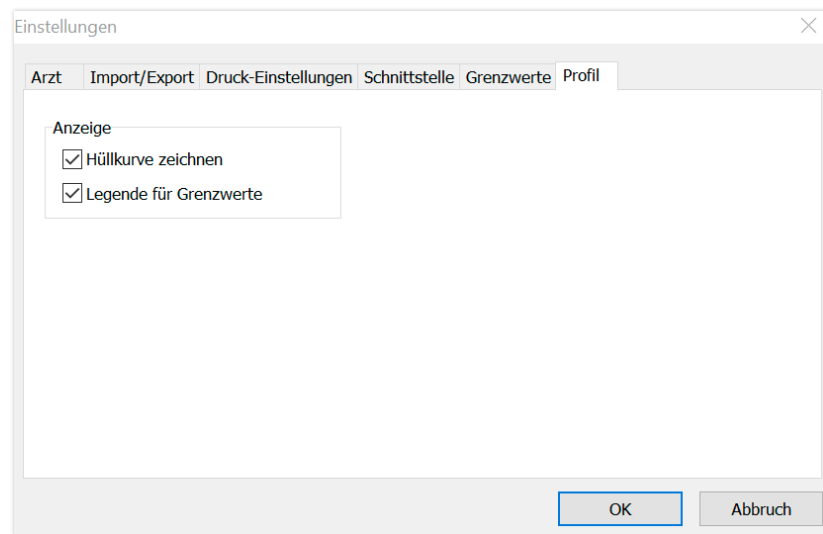 Einstellungen
Arzt Import/Export Druck-Einstellungen Schnittstelle Grenzwerte Profil
Anzeige
Hüllkurve zeichnen
Legende für Grenzwerte
OK Abbruch